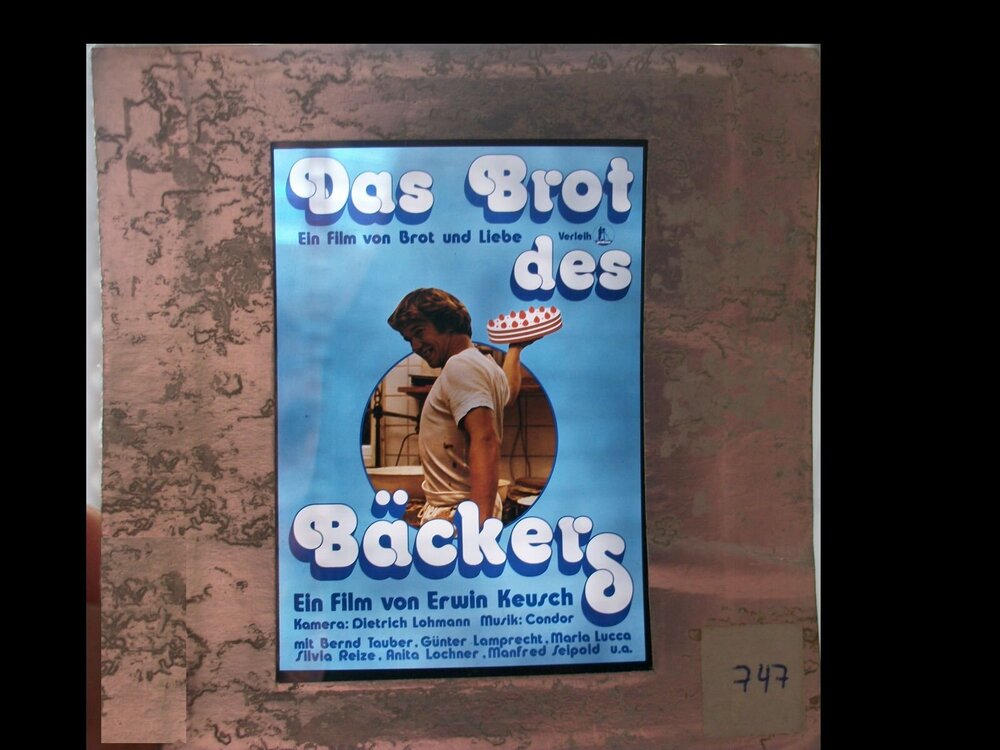 Das Brot
Ein Film von Brot und Liebe
Verleih
des
Bäckers
Ein Film von Erwin Keusch
Kamera: Dietrich Lohmann Musik: Condor
mit Bernd Tauber, Günter Lamprecht, Maria Lucca
Silvia Reize, Anita Lochner, Manfred Seipold u.a.
747